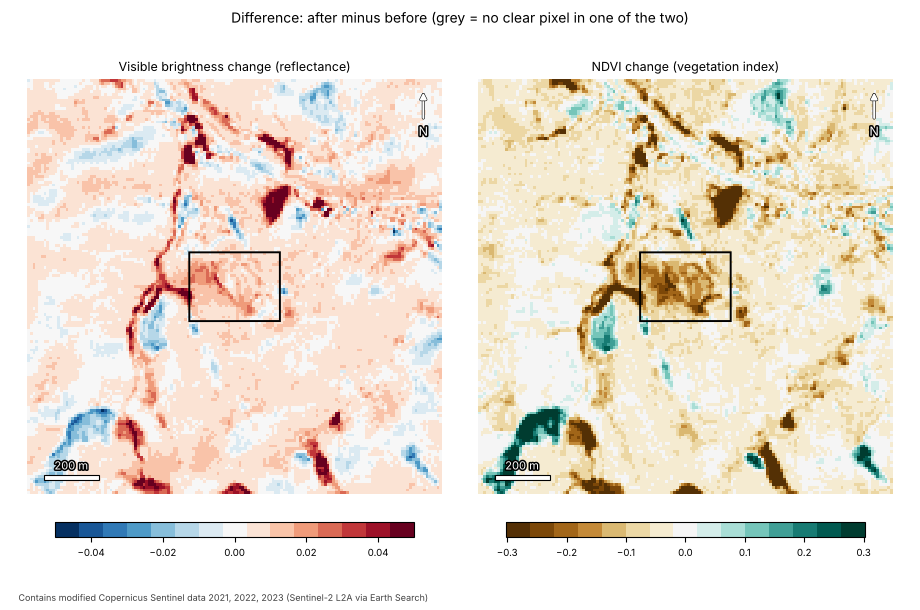 Difference: after minus before (grey = no clear pixel in one of the two)
Visible brightness change (reflectance)
NDVI change (vegetation index)
N
N
200 m
200 m
−0.04 −0.02 0.00 0.02 0.04
−0.3 −0.2 −0.1 0.0 0.1 0.2 0.3
Contains modified Copernicus Sentinel data 2021, 2022, 2023 (Sentinel-2 L2A via Earth Search)